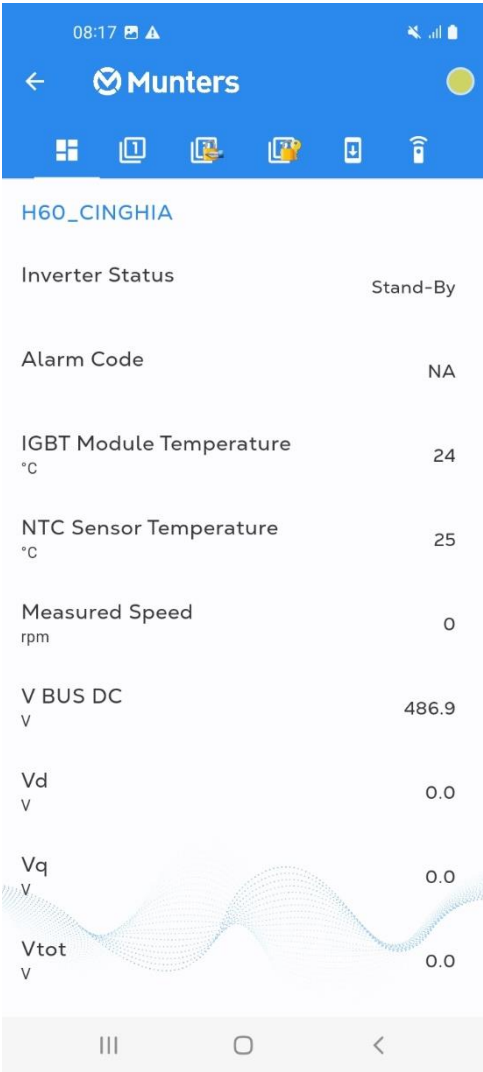 08:17
Munters
1
H60_CINGHIA
Inverter Status
Stand-By
Alarm Code
NA
IGBT Module Temperature
°C
24
NTC Sensor Temperature
°C
25
Measured Speed
rpm
0
V BUS DC
V
486.9
Vd
V
0.0
Vq
V
0.0
Vtot
V
0.0